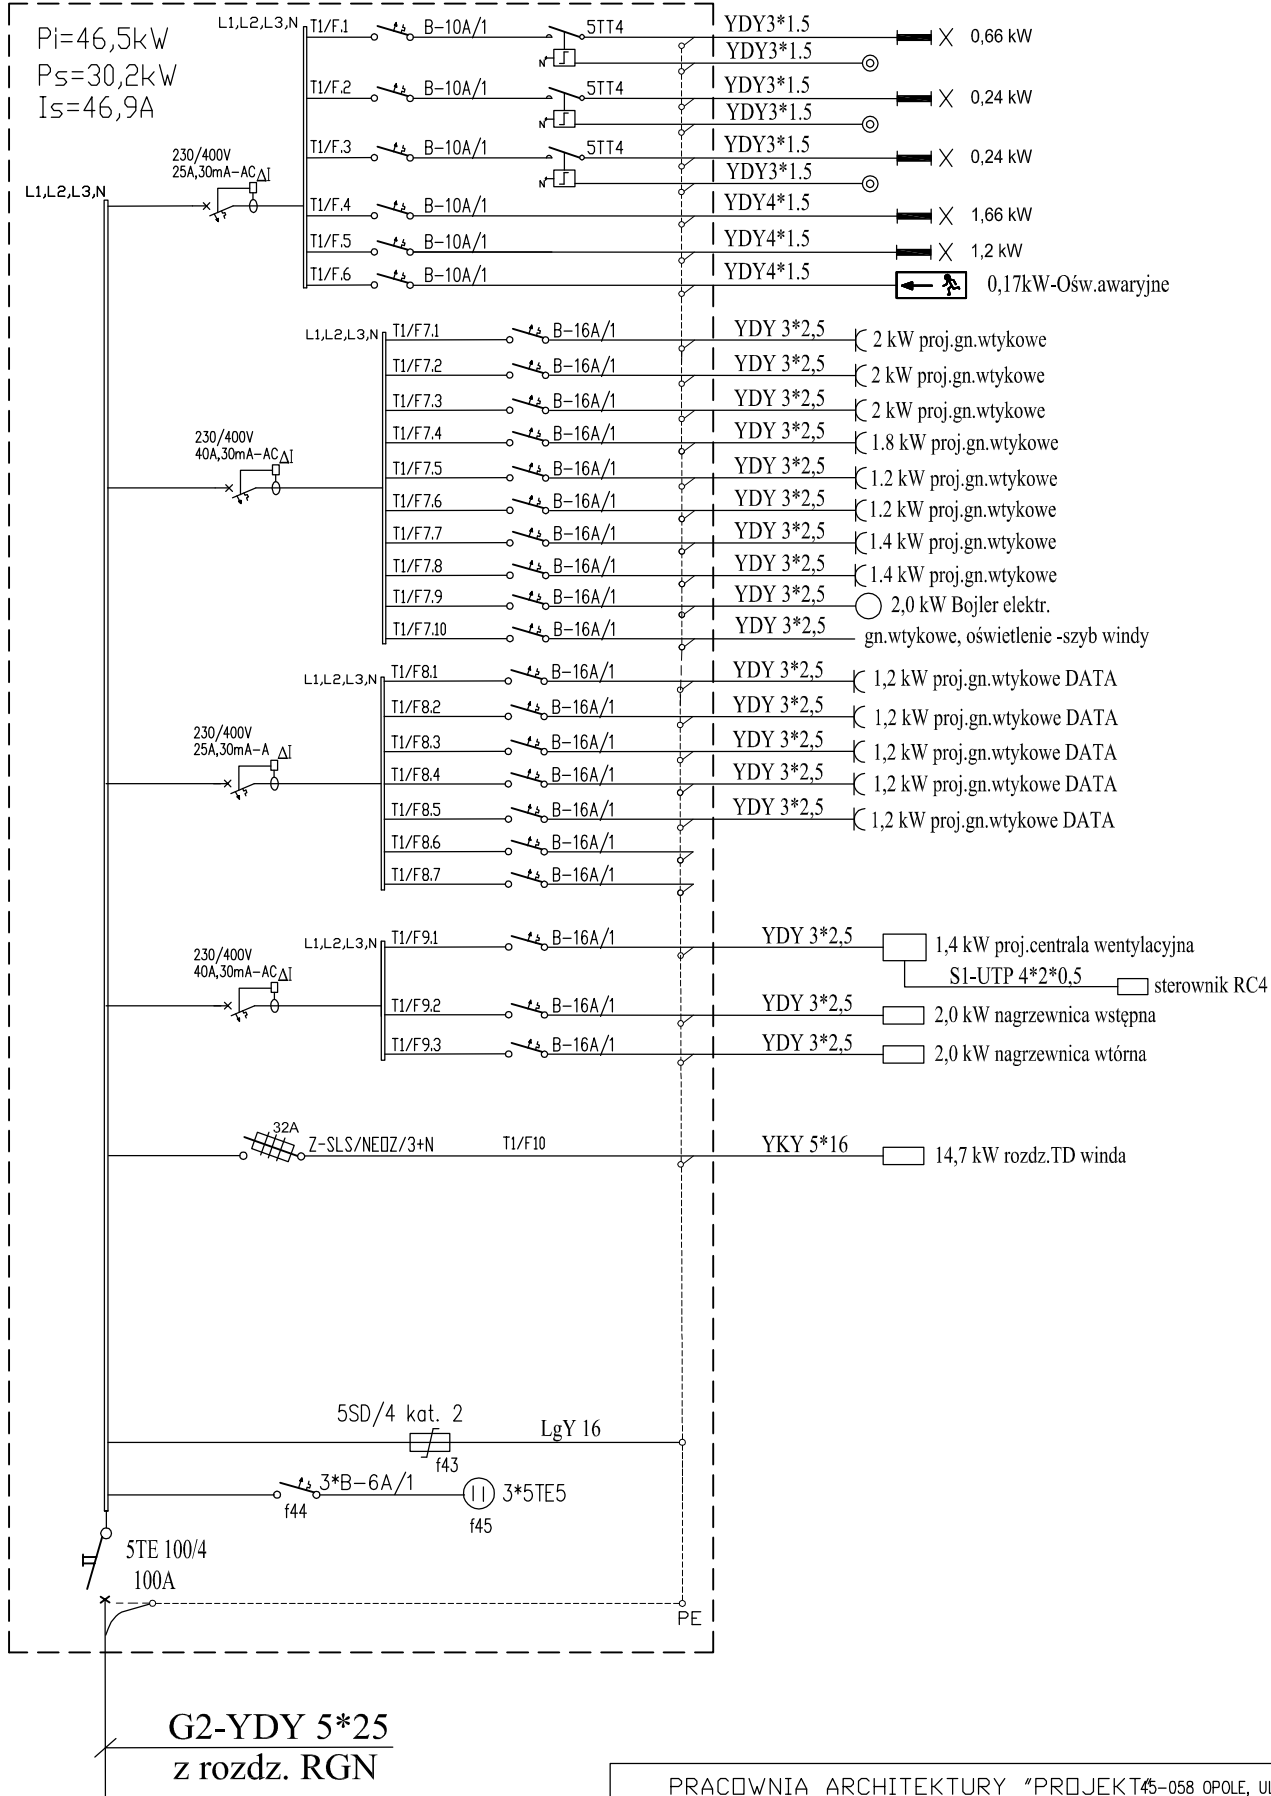 Pi=46,5kW
Ps=30,2kW
Is=46,9A
L1,L2,L3,N
T1/F.1 B-10A/1 5TT4 YDY3*1.5 0,66 kW
N YDY3*1.5
T1/F.2 B-10A/1 5TT4 YDY3*1.5 0,24 kW
N YDY3*1.5
T1/F.3 B-10A/1 5TT4 YDY3*1.5 0,24 kW
N YDY3*1.5
230/400V
25A,30mA-AC ΔI
L1,L2,L3,N
T1/F.4 B-10A/1 YDY4*1.5 1,66 kW
T1/F.5 B-10A/1 YDY4*1.5 1,2 kW
T1/F.6 B-10A/1 YDY4*1.5 0,17kW-Ośw.awaryjne
L1,L2,L3,N
T1/F7.1 B-16A/1 YDY 3*2,5 2 kW proj.gn.wtykowe
T1/F7.2 B-16A/1 YDY 3*2,5 2 kW proj.gn.wtykowe
T1/F7.3 B-16A/1 YDY 3*2,5 2 kW proj.gn.wtykowe
230/400V
40A,30mA-AC ΔI
T1/F7.4 B-16A/1 YDY 3*2,5 1.8 kW proj.gn.wtykowe
T1/F7.5 B-16A/1 YDY 3*2,5 1.2 kW proj.gn.wtykowe
T1/F7.6 B-16A/1 YDY 3*2,5 1.2 kW proj.gn.wtykowe
T1/F7.7 B-16A/1 YDY 3*2,5 1.4 kW proj.gn.wtykowe
T1/F7.8 B-16A/1 YDY 3*2,5 1.4 kW proj.gn.wtykowe
T1/F7.9 B-16A/1 YDY 3*2,5 2,0 kW Bojler elektr.
T1/F7.10 B-16A/1 YDY 3*2,5 gn.wtykowe, oświetlenie -szyb windy
L1,L2,L3,N
T1/F8.1 B-16A/1 YDY 3*2,5 1,2 kW proj.gn.wtykowe DATA
T1/F8.2 B-16A/1 YDY 3*2,5 1,2 kW proj.gn.wtykowe DATA
230/400V
25A,30mA-A ΔI
T1/F8.3 B-16A/1 YDY 3*2,5 1,2 kW proj.gn.wtykowe DATA
T1/F8.4 B-16A/1 YDY 3*2,5 1,2 kW proj.gn.wtykowe DATA
T1/F8.5 B-16A/1 YDY 3*2,5 1,2 kW proj.gn.wtykowe DATA
T1/F8.6 B-16A/1
T1/F8.7 B-16A/1
L1,L2,L3,N
T1/F9.1 B-16A/1 YDY 3*2,5 1,4 kW proj.centrala wentylacyjna
230/400V
40A,30mA-AC ΔI
S1-UTP 4*2*0,5 sterownik RC4
T1/F9.2 B-16A/1 YDY 3*2,5 2,0 kW nagrzewnica wstępna
T1/F9.3 B-16A/1 YDY 3*2,5 2,0 kW nagrzewnica wtórna
32A
Z-SLS/NEOZ/3+N T1/F10 YKY 5*16 14,7 kW rozdz.TD winda
5SD/4 kat. 2 LgY 16
f43
3*B-6A/1 3*5TE5
f44 f45
5TE 100/4
100A
PE
G2-YDY 5*25
z rozdz. RGN
PRACOWNIA ARCHITEKTURY "PROJEKT" 45-058 OPOLE,